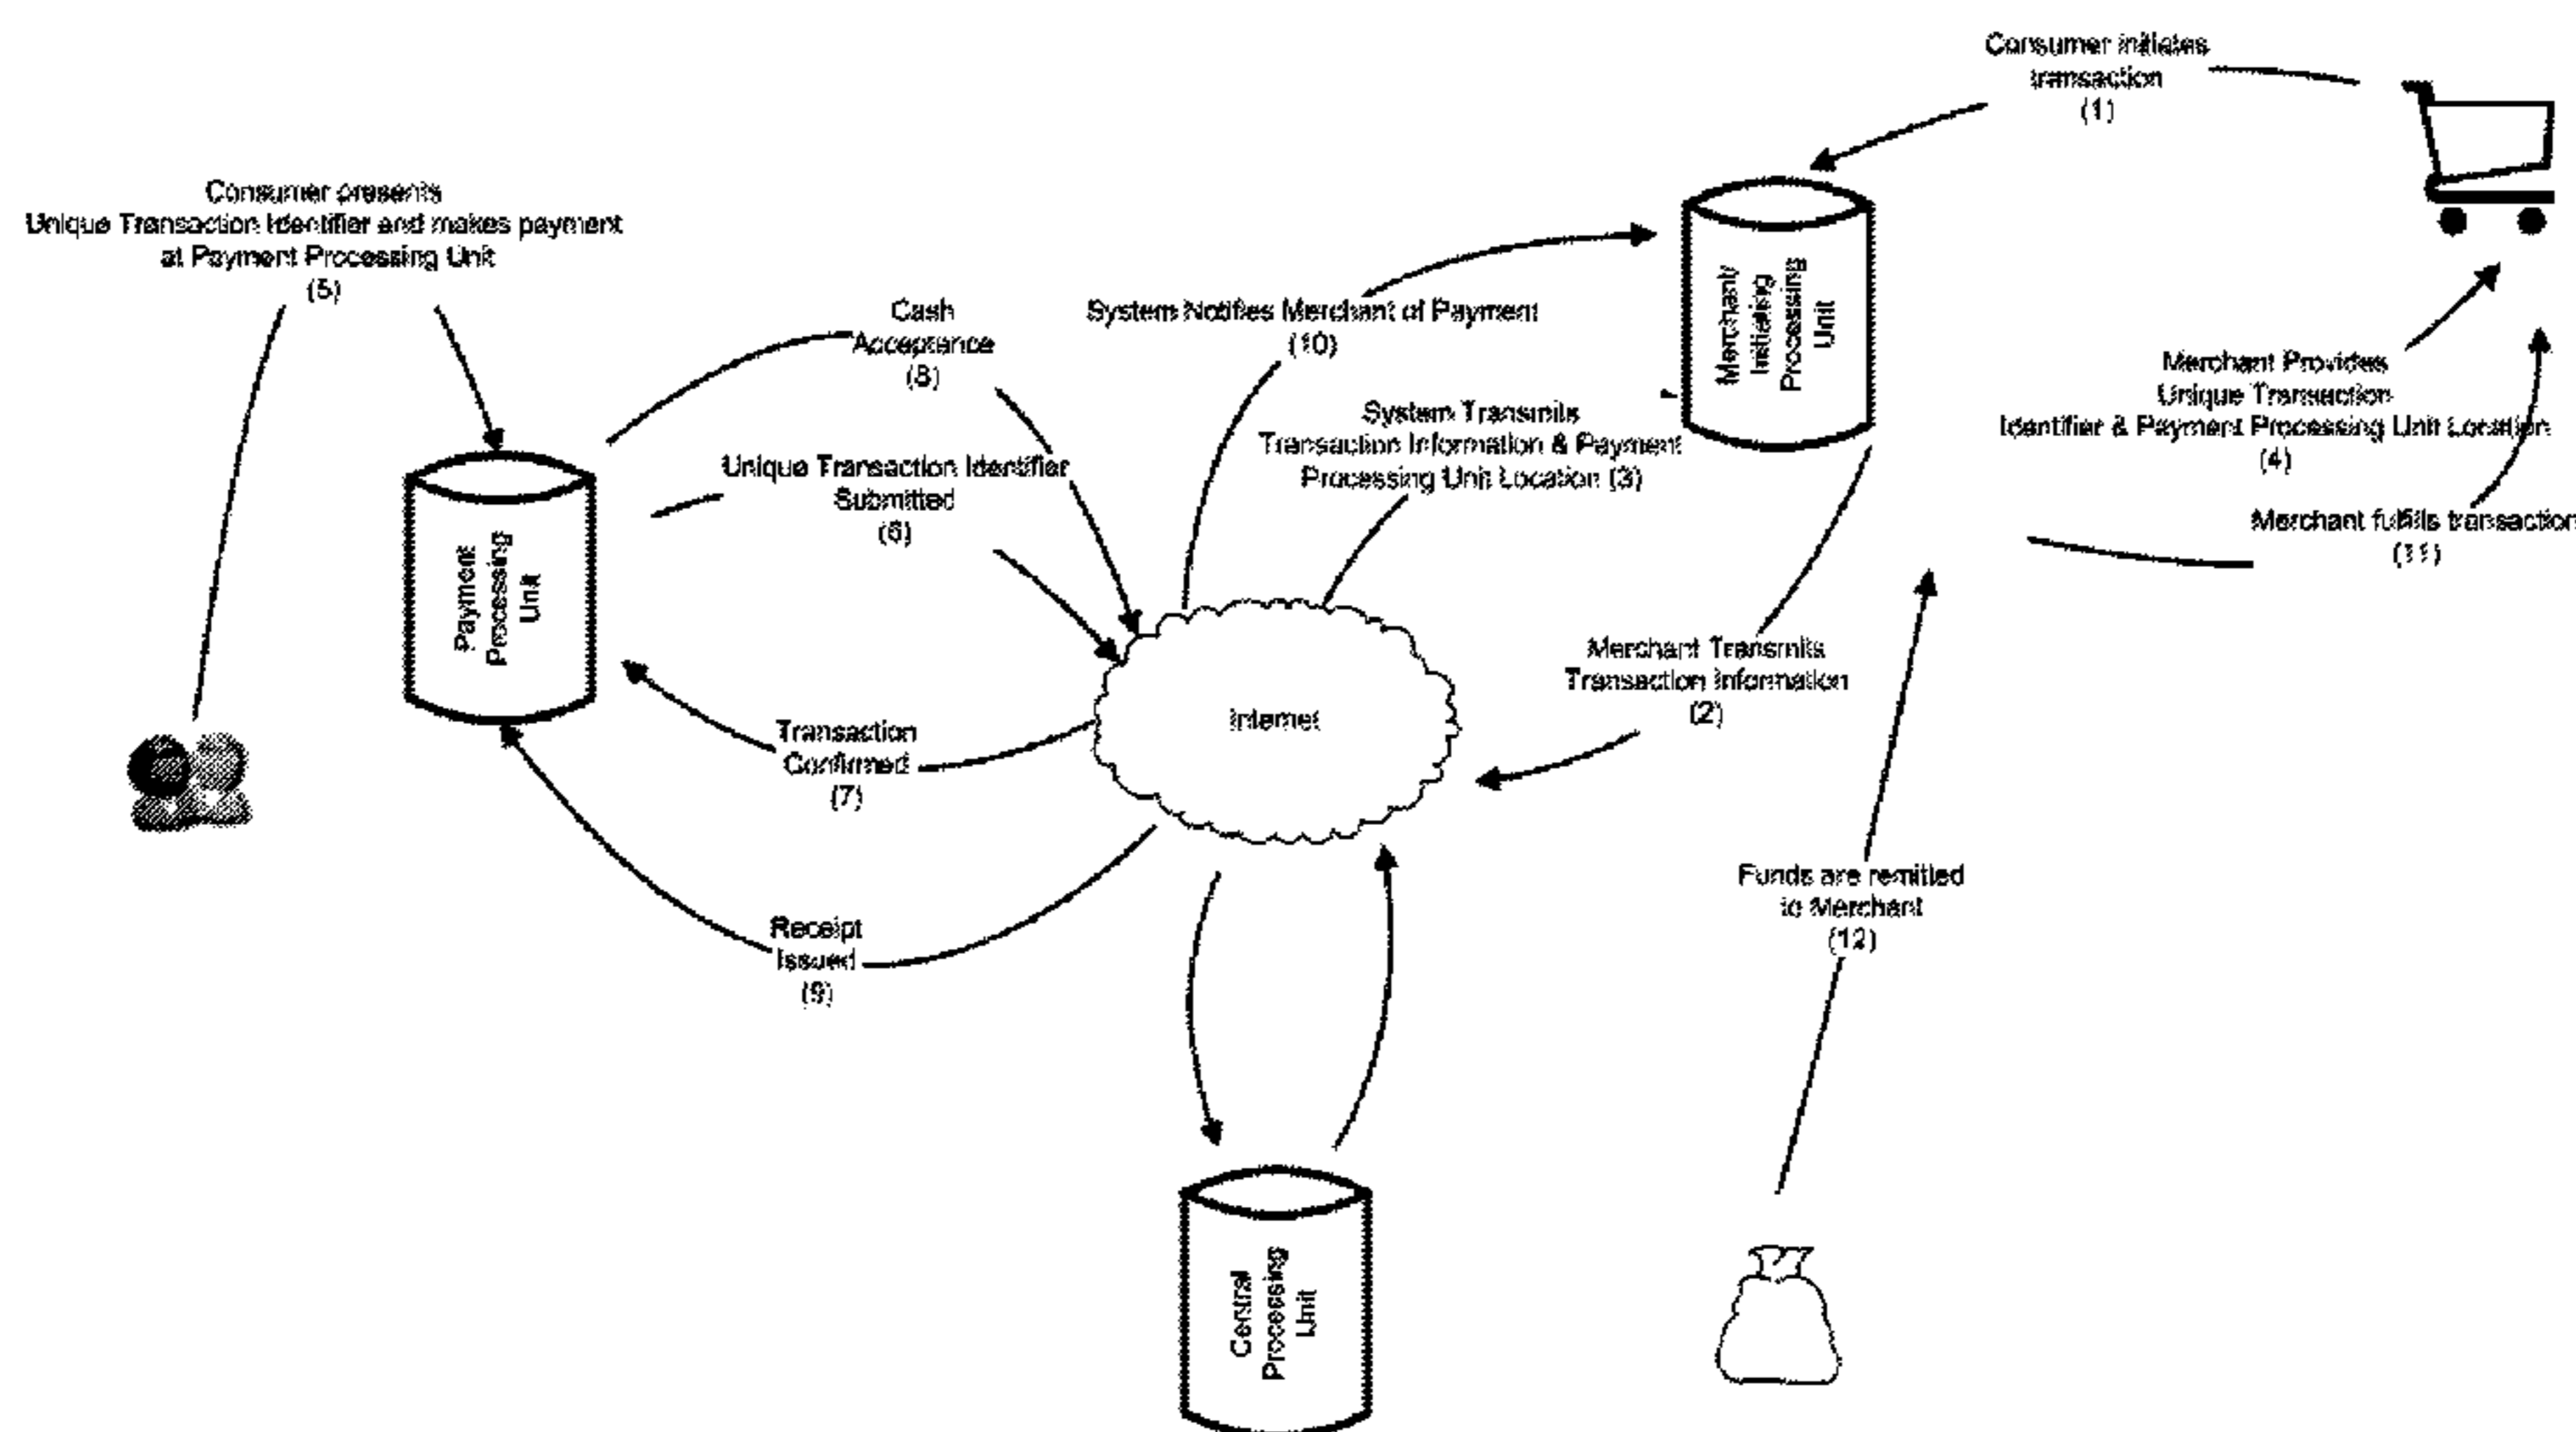 Consumer initiates
transaction
(1)
Consumer presents
Unique Transaction Identifier and makes payment
at Payment Processing Unit
(5)
Cash
Acceptance
(8)
System Notifies Merchant of Payment
(10)
Merchant
Initiating
Processing
Unit
Merchant Provides
Unique Transaction
Identifier & Payment Processing Unit Location
(4)
System Transmits
Transaction Information & Payment
Processing Unit Location (3)
Unique Transaction Identifier
Submitted
(6)
Merchant fulfills transaction
(11)
Payment
Processing
Unit
Merchant Transmits
Transaction Information
(2)
Internet
Transaction
Confirmed
(7)
Funds are remitted
to Merchant
(12)
Receipt
Issued
(9)
Central
Processing
Unit